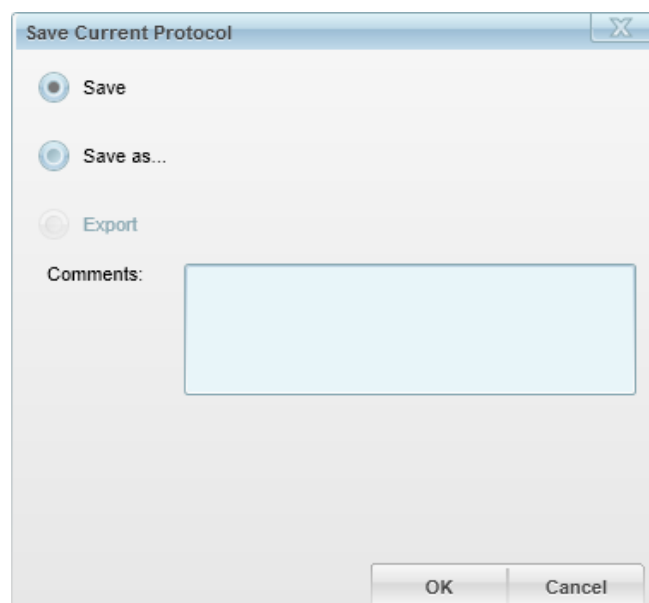 Save Current Protocol
Save
Save as...
Export
Comments:
OK
Cancel